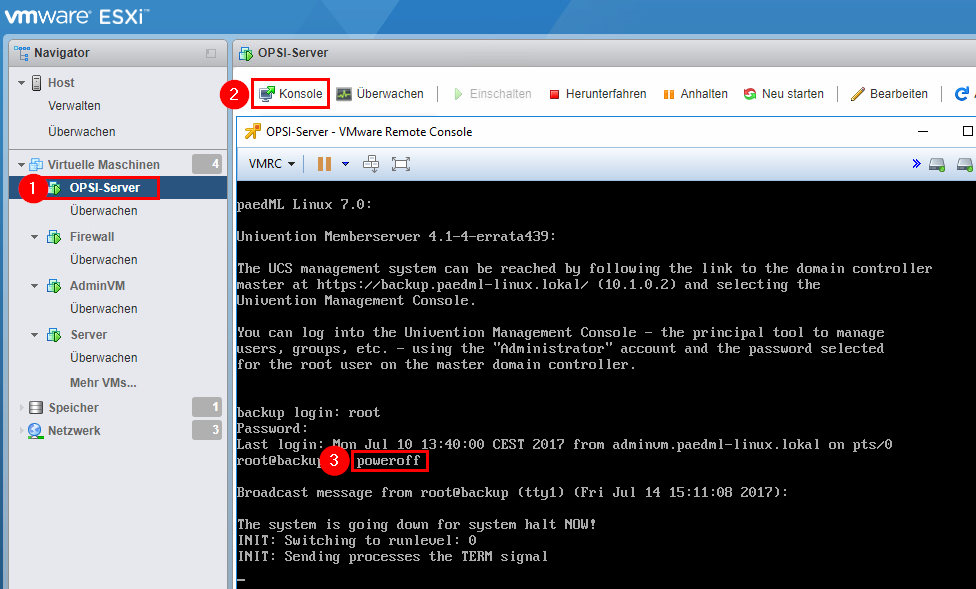 vmware ESXi™
Navigator
Host
Verwalten
Überwachen
Virtuelle Maschinen 4
1 OPSI-Server
Überwachen
Firewall
Überwachen
AdminVM
Überwachen
Server
Überwachen
Mehr VMs...
Speicher 1
Netzwerk 3
OPSI-Server
2 Konsole Überwachen Einschalten Herunterfahren Anhalten Neu starten Bearbeiten
OPSI-Server - VMware Remote Console
VMRC
paedML Linux 7.0:
Univention Memberserver 4.1-4-errata439:
The UCS management system can be reached by following the link to the domain controller
master at https://backup.paedml-linux.lokal/ (10.1.0.2) and selecting the
Univention Management Console.
You can log into the Univention Management Console - the principal tool to manage
users, groups, etc. - using the "Administrator" account and the password selected
for the root user on the master domain controller.
backup login: root
Password:
Last login: Mon Jul 10 13:40:00 CEST 2017 from adminvm.paedml-linux.lokal on pts/0
root@backup 3 poweroff
Broadcast message from root@backup (tty1) (Fri Jul 14 15:11:08 2017):
The system is going down for system halt NOW!
INIT: Switching to runlevel: 0
INIT: Sending processes the TERM signal